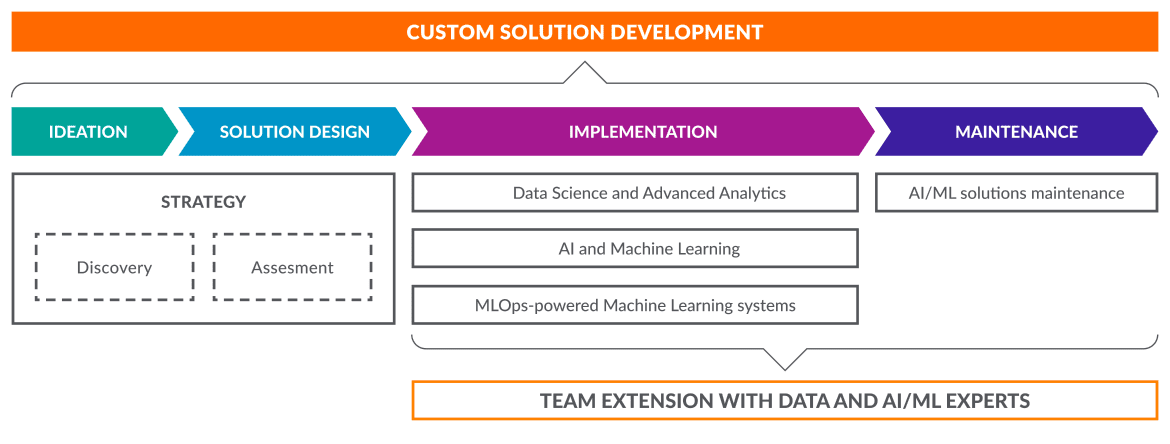 CUSTOM SOLUTION DEVELOPMENT
IDEATION
SOLUTION DESIGN
IMPLEMENTATION
MAINTENANCE
STRATEGY
Discovery
Assesment
Data Science and Advanced Analytics
AI and Machine Learning
MLOps-powered Machine Learning systems
AI/ML solutions maintenance
TEAM EXTENSION WITH DATA AND AI/ML EXPERTS